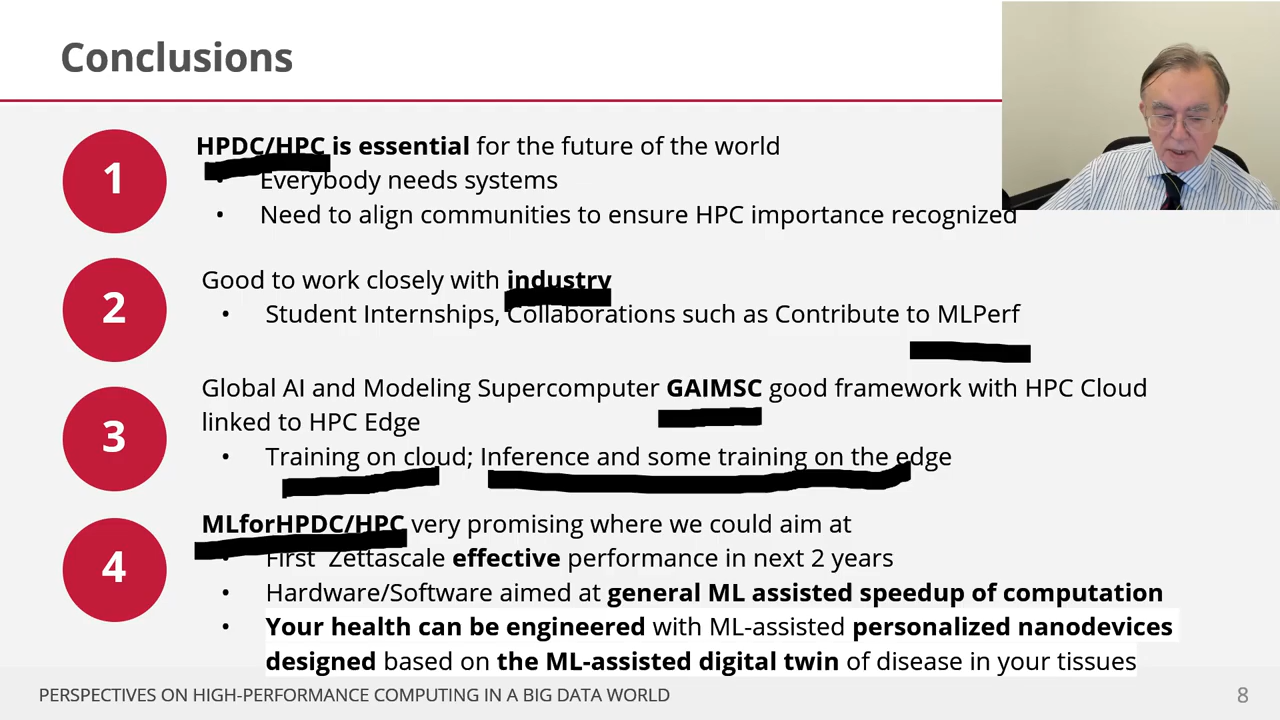 Conclusions
1
HPDC/HPC is essential for the future of the world
• Everybody needs systems
• Need to align communities to ensure HPC importance recognized
2
Good to work closely with industry
• Student Internships, Collaborations such as Contribute to MLPerf
3
Global AI and Modeling Supercomputer GAIMSC good framework with HPC Cloud
linked to HPC Edge
• Training on cloud; Inference and some training on the edge
4
MLforHPDC/HPC very promising where we could aim at
• First Zettascale effective performance in next 2 years
• Hardware/Software aimed at general ML assisted speedup of computation
• Your health can be engineered with ML-assisted personalized nanodevices
designed based on the ML-assisted digital twin of disease in your tissues
PERSPECTIVES ON HIGH-PERFORMANCE COMPUTING IN A BIG DATA WORLD
8